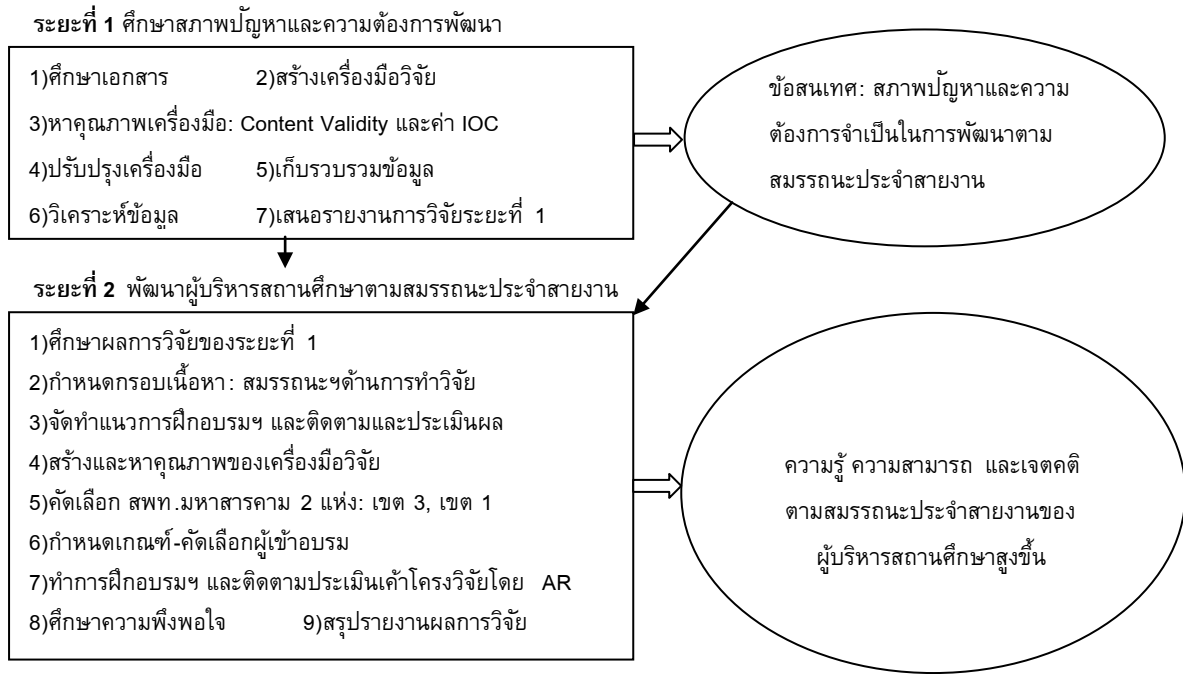 ระยะที่ 1 ศึกษาสภาพปัญหาและความต้องการพัฒนา
1)ศึกษาเอกสาร 2)สร้างเครื่องมือวิจัย
3)หาคุณภาพเครื่องมือ: Content Validity และค่า IOC
4)ปรับปรุงเครื่องมือ 5)เก็บรวบรวมข้อมูล
6)วิเคราะห์ข้อมูล 7)เสนอรายงานการวิจัยระยะที่ 1
ข้อสนเทศ: สภาพปัญหาและความ
ต้องการจำเป็นในการพัฒนาตาม
สมรรถนะประจำสายงาน
ระยะที่ 2 พัฒนาผู้บริหารสถานศึกษาตามสมรรถนะประจำสายงาน
1)ศึกษาผลการวิจัยของระยะที่ 1
2)กำหนดกรอบเนื้อหา: สมรรถนะฯด้านการทำวิจัย
3)จัดทำแนวการฝึกอบรมฯ และติดตามและประเมินผล
4)สร้างและหาคุณภาพของเครื่องมือวิจัย
5)คัดเลือก สพท.มหาสารคาม 2 แห่ง: เขต 3, เขต 1
6)กำหนดเกณฑ์-คัดเลือกผู้เข้าอบรม
7)ทำการฝึกอบรมฯ และติดตามประเมินเค้าโครงวิจัยโดย AR
8)ศึกษาความพึงพอใจ 9)สรุปรายงานผลการวิจัย
ความรู้ ความสามารถ และเจตคติ
ตามสมรรถนะประจำสายงานของ
ผู้บริหารสถานศึกษาสูงขึ้น